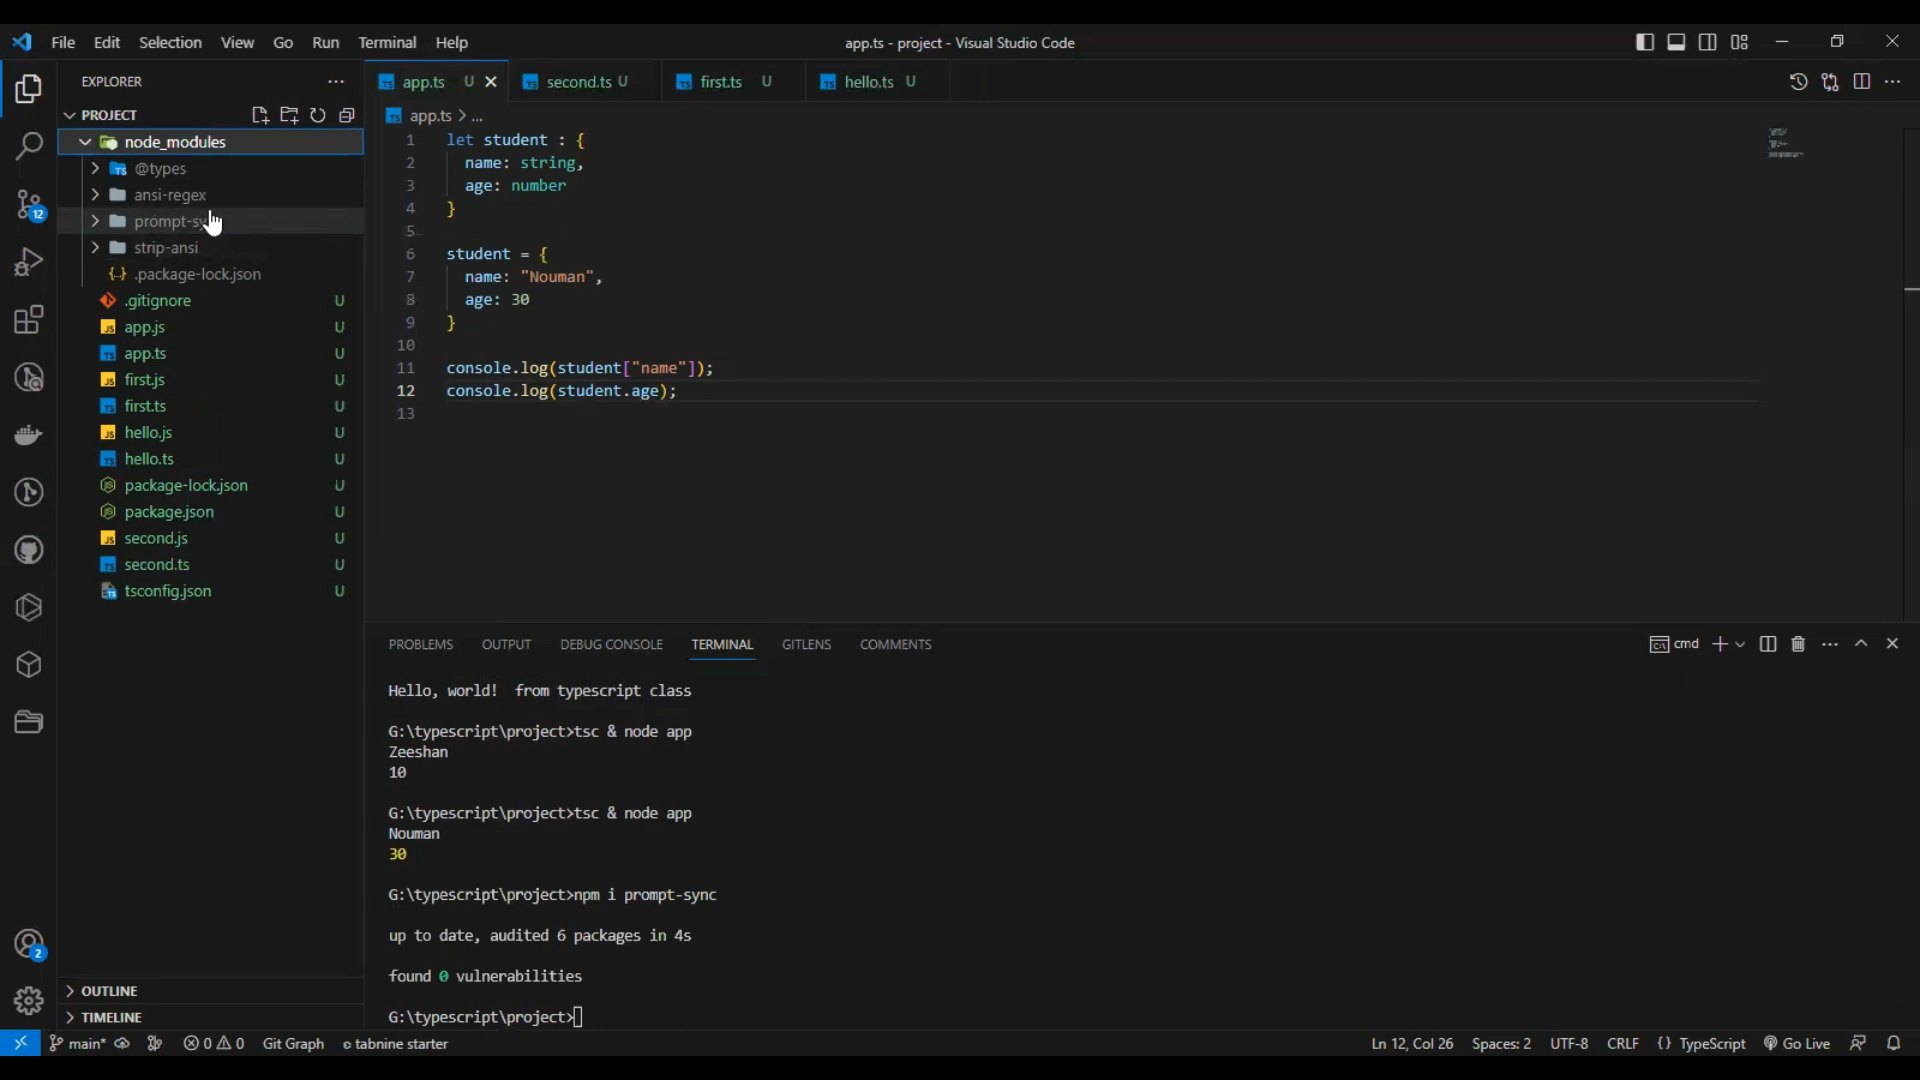 File Edit Selection View Go Run Terminal Help
app.ts - project - Visual Studio Code
EXPLORER
PROJECT
node_modules
@types
ansi-regex
strip-ansi
.package-lock.json
.gitignore U
app.js U
app.ts U
first.js U
first.ts U
hello.js U
hello.ts U
package-lock.json U
package.json U
second.js U
second.ts U
tsconfig.json U
OUTLINE
TIMELINE
12
2
app.ts U second.ts U first.ts U hello.ts U
app.ts > ...
1 let student : {
2 name: string,
3 age: number
4 }
5
6 student = {
7 name: "Nouman",
8 age: 30
9 }
10
11 console.log(student["name"]);
12 console.log(student.age);
13
PROBLEMS OUTPUT DEBUG CONSOLE TERMINAL GITLENS COMMENTS
cmd
Hello, world!  from typescript class
G:\typescript\project>tsc & node app
Zeeshan
10
G:\typescript\project>tsc & node app
Nouman
30
G:\typescript\project>npm i prompt-sync
up to date, audited 6 packages in 4s
found 0 vulnerabilities
G:\typescript\project>
main* 0 0 Git Graph tabnine starter
Ln 12, Col 26 Spaces: 2 UTF-8 CRLF {} TypeScript Go Live